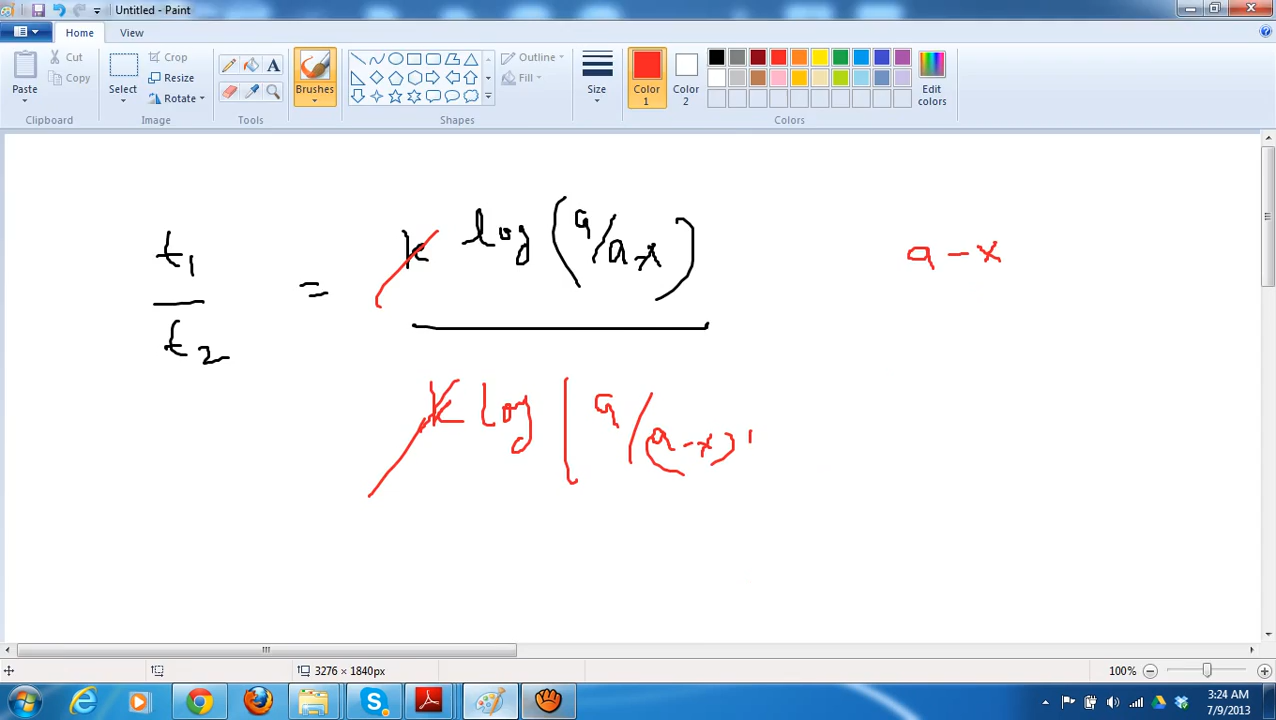 Untitled - Paint
Home View
Paste
Cut
Copy
Clipboard
Select
Crop
Resize
Rotate
Image
A
Tools
Brushes
Outline
Fill
Shapes
Size
Color 1
Color 2
Edit colors
Colors
t1 / t2 = k log (a/a-x)
k log ( a/(a-x)'
a-x
3276 × 1840px
100%
3:24 AM
7/9/2013